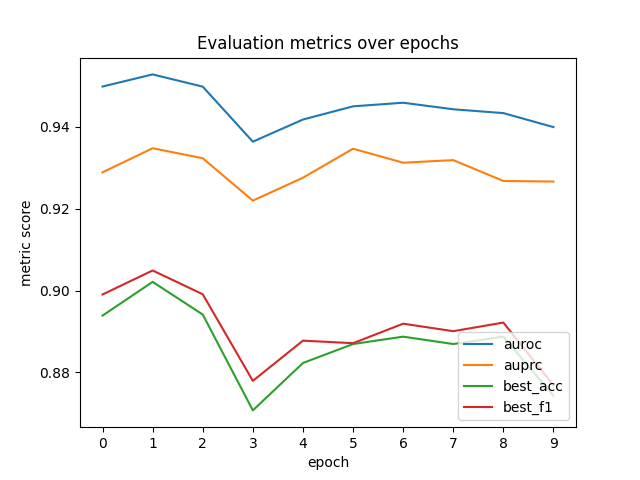 Evaluation metrics over epochs
metric score
0.94
0.92
0.90
0.88
auroc
auprc
best_acc
best_f1
0 1 2 3 4 5 6 7 8 9
epoch